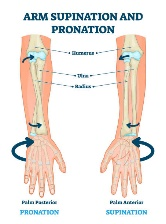 ARM SUPINATION AND
PRONATION
Humerus
Ulna
Radius
Palm Posterior
PRONATION
Palm Anterior
SUPINATION